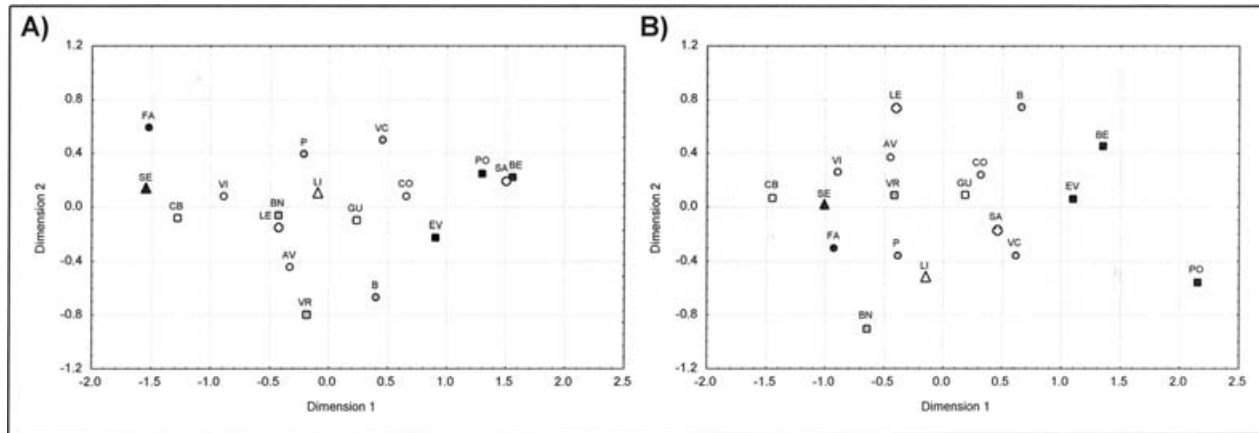 A)
1.2
0.8
0.4
0.0
-0.4
-0.8
-1.2
Dimension 2
FA
SE
CB
VI
P
LI
BN
LE
AV
VR
VC
CO
GU
B
EV
PO
SA
BE
-2.0 -1.5 -1.0 -0.5 0.0 0.5 1.0 1.5 2.0 2.5
Dimension 1
B)
1.2
0.8
0.4
0.0
-0.4
-0.8
-1.2
Dimension 2
LE
B
BE
AV
VI
CO
CB
SE
VR
GU
EV
SA
FA
P
VC
LI
PO
BN
-2.0 -1.5 -1.0 -0.5 0.0 0.5 1.0 1.5 2.0 2.5
Dimension 1